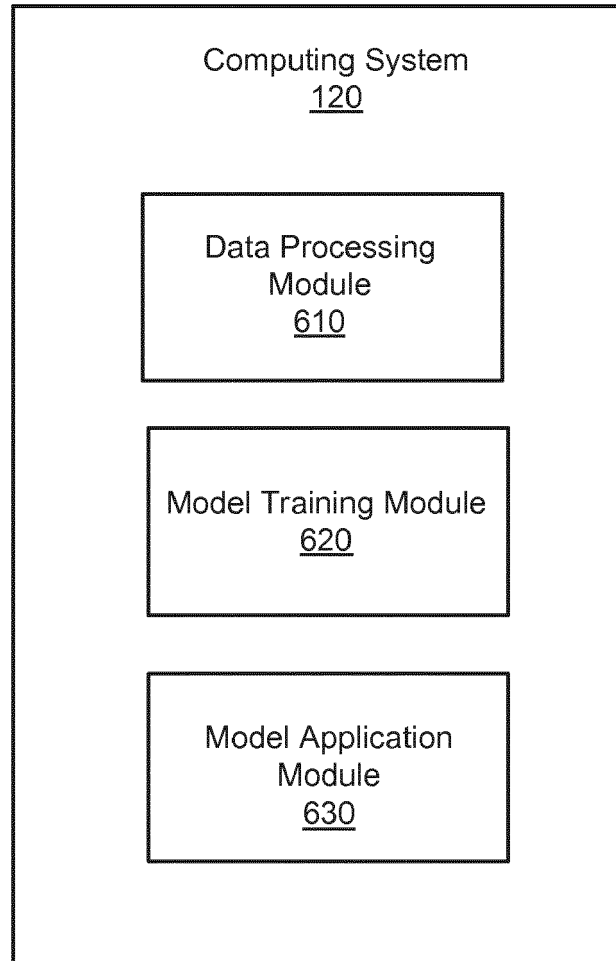 Computing System
120
Data Processing
Module
610
Model Training Module
620
Model Application
Module
630